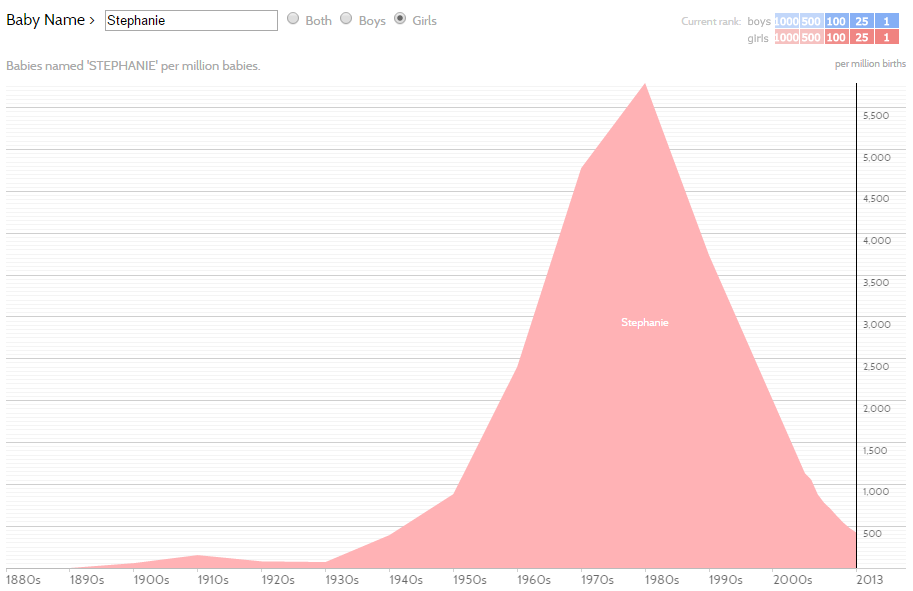 Baby Name > Stephanie Both Boys Girls
Current rank: boys 1000 500 100 25 1
girls 1000 500 100 25 1
Babies named 'STEPHANIE' per million babies.
per million births
5,500
5,000
4,500
4,000
3,500
3,000
Stephanie
2,500
2,000
1,500
1,000
500
1880s 1890s 1900s 1910s 1920s 1930s 1940s 1950s 1960s 1970s 1980s 1990s 2000s 2013